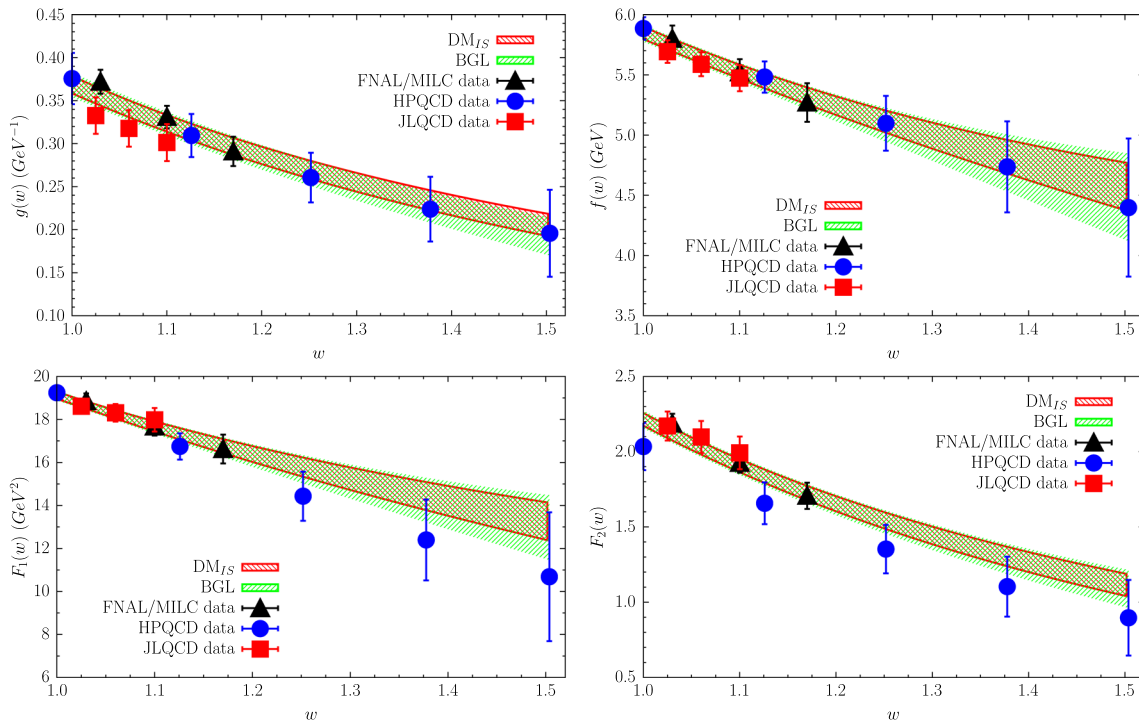 0.45
0.40
0.35
0.30
0.25
0.20
0.15
0.10
g(w) (GeV⁻¹)
1.0 1.1 1.2 1.3 1.4 1.5
w
DM_IS
BGL
FNAL/MILC data
HPQCD data
JLQCD data
6.0
5.5
5.0
4.5
4.0
3.5
f(w) (GeV)
1.0 1.1 1.2 1.3 1.4 1.5
w
DM_IS
BGL
FNAL/MILC data
HPQCD data
JLQCD data
20
18
16
14
12
10
8
6
F₁(w) (GeV²)
1.0 1.1 1.2 1.3 1.4 1.5
w
DM_IS
BGL
FNAL/MILC data
HPQCD data
JLQCD data
2.5
2.0
1.5
1.0
0.5
F₂(w)
1.0 1.1 1.2 1.3 1.4 1.5
w
DM_IS
BGL
FNAL/MILC data
HPQCD data
JLQCD data